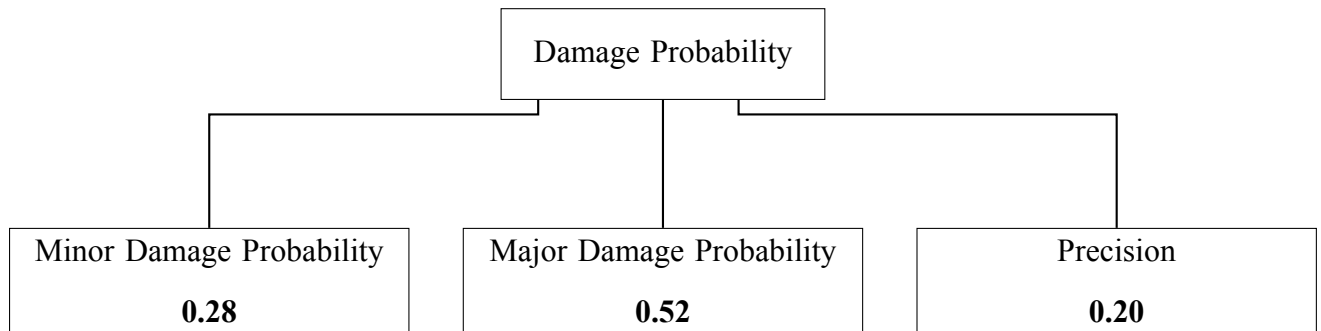 Damage Probability
Minor Damage Probability
0.28
Major Damage Probability
0.52
Precision
0.20